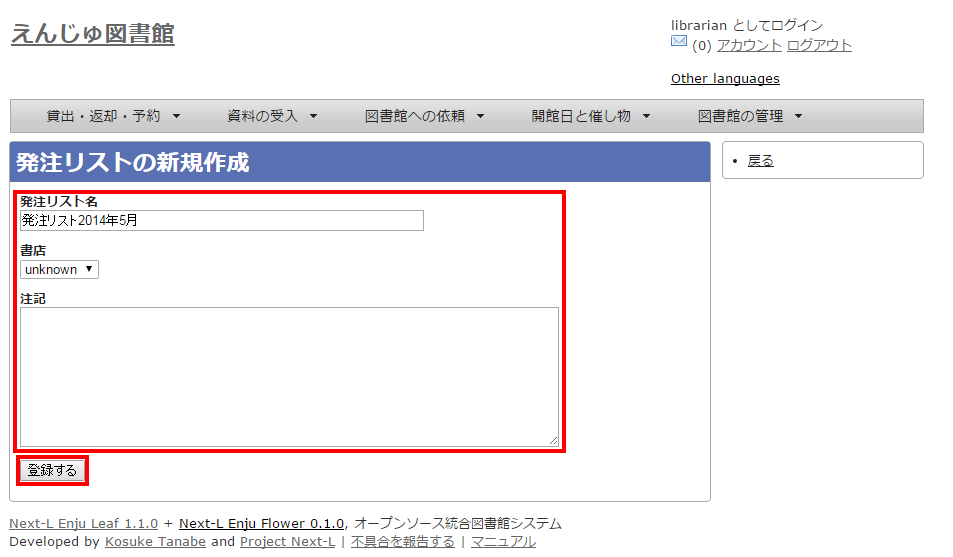 えんじゅ図書館
librarian としてログイン
(0) アカウント ログアウト
Other languages
貸出・返却・予約 資料の受入 図書館への依頼 開館日と催し物 図書館の管理
発注リストの新規作成
戻る
発注リスト名
発注リスト2014年5月
書店
unknown
注記
登録する
Next-L Enju Leaf 1.1.0 + Next-L Enju Flower 0.1.0, オープンソース統合図書館システム
Developed by Kosuke Tanabe and Project Next-L | 不具合を報告する | マニュアル